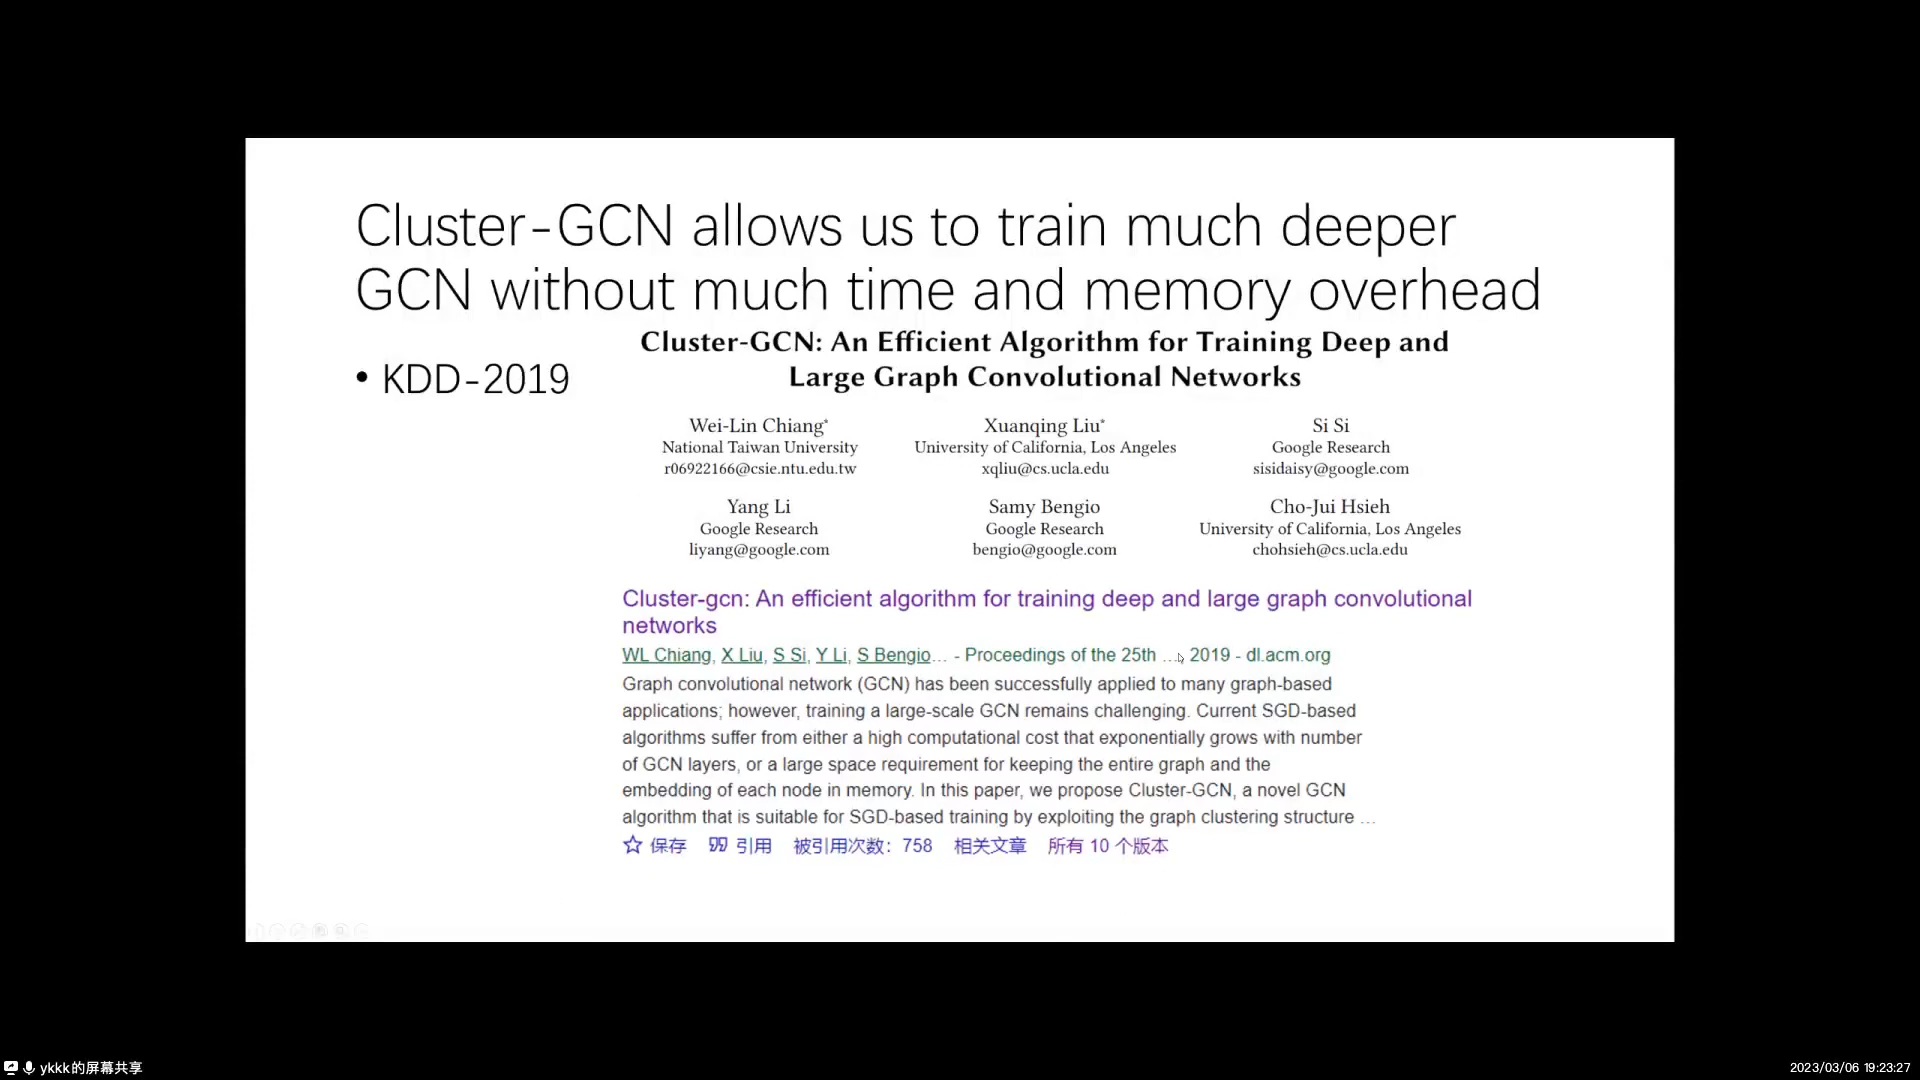 Cluster-GCN allows us to train much deeper
GCN without much time and memory overhead
• KDD-2019
Cluster-GCN: An Efficient Algorithm for Training Deep and
Large Graph Convolutional Networks
Wei-Lin Chiang* Xuanqing Liu* Si Si
National Taiwan University University of California, Los Angeles Google Research
r06922166@csie.ntu.edu.tw xqliu@cs.ucla.edu sisidaisy@google.com
Yang Li Samy Bengio Cho-Jui Hsieh
Google Research Google Research University of California, Los Angeles
liyang@google.com bengio@google.com chohsieh@cs.ucla.edu
Cluster-gcn: An efficient algorithm for training deep and large graph convolutional
networks
WL Chiang, X Liu, S Si, Y Li, S Bengio… - Proceedings of the 25th …, 2019 - dl.acm.org
Graph convolutional network (GCN) has been successfully applied to many graph-based
applications; however, training a large-scale GCN remains challenging. Current SGD-based
algorithms suffer from either a high computational cost that exponentially grows with number
of GCN layers, or a large space requirement for keeping the entire graph and the
embedding of each node in memory. In this paper, we propose Cluster-GCN, a novel GCN
algorithm that is suitable for SGD-based training by exploiting the graph clustering structure …
保存 引用 被引用次数：758 相关文章 所有 10 个版本
ykkk的屏幕共享
2023/03/06 19:23:27